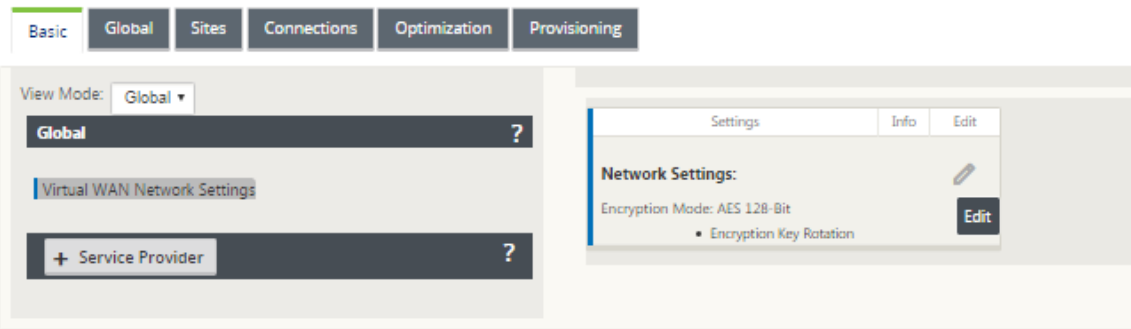 Basic Global Sites Connections Optimization Provisioning
View Mode: Global ▾
Global ?
Virtual WAN Network Settings
+ Service Provider ?
Settings Info Edit
Network Settings:
Encryption Mode: AES 128-Bit
Edit
• Encryption Key Rotation